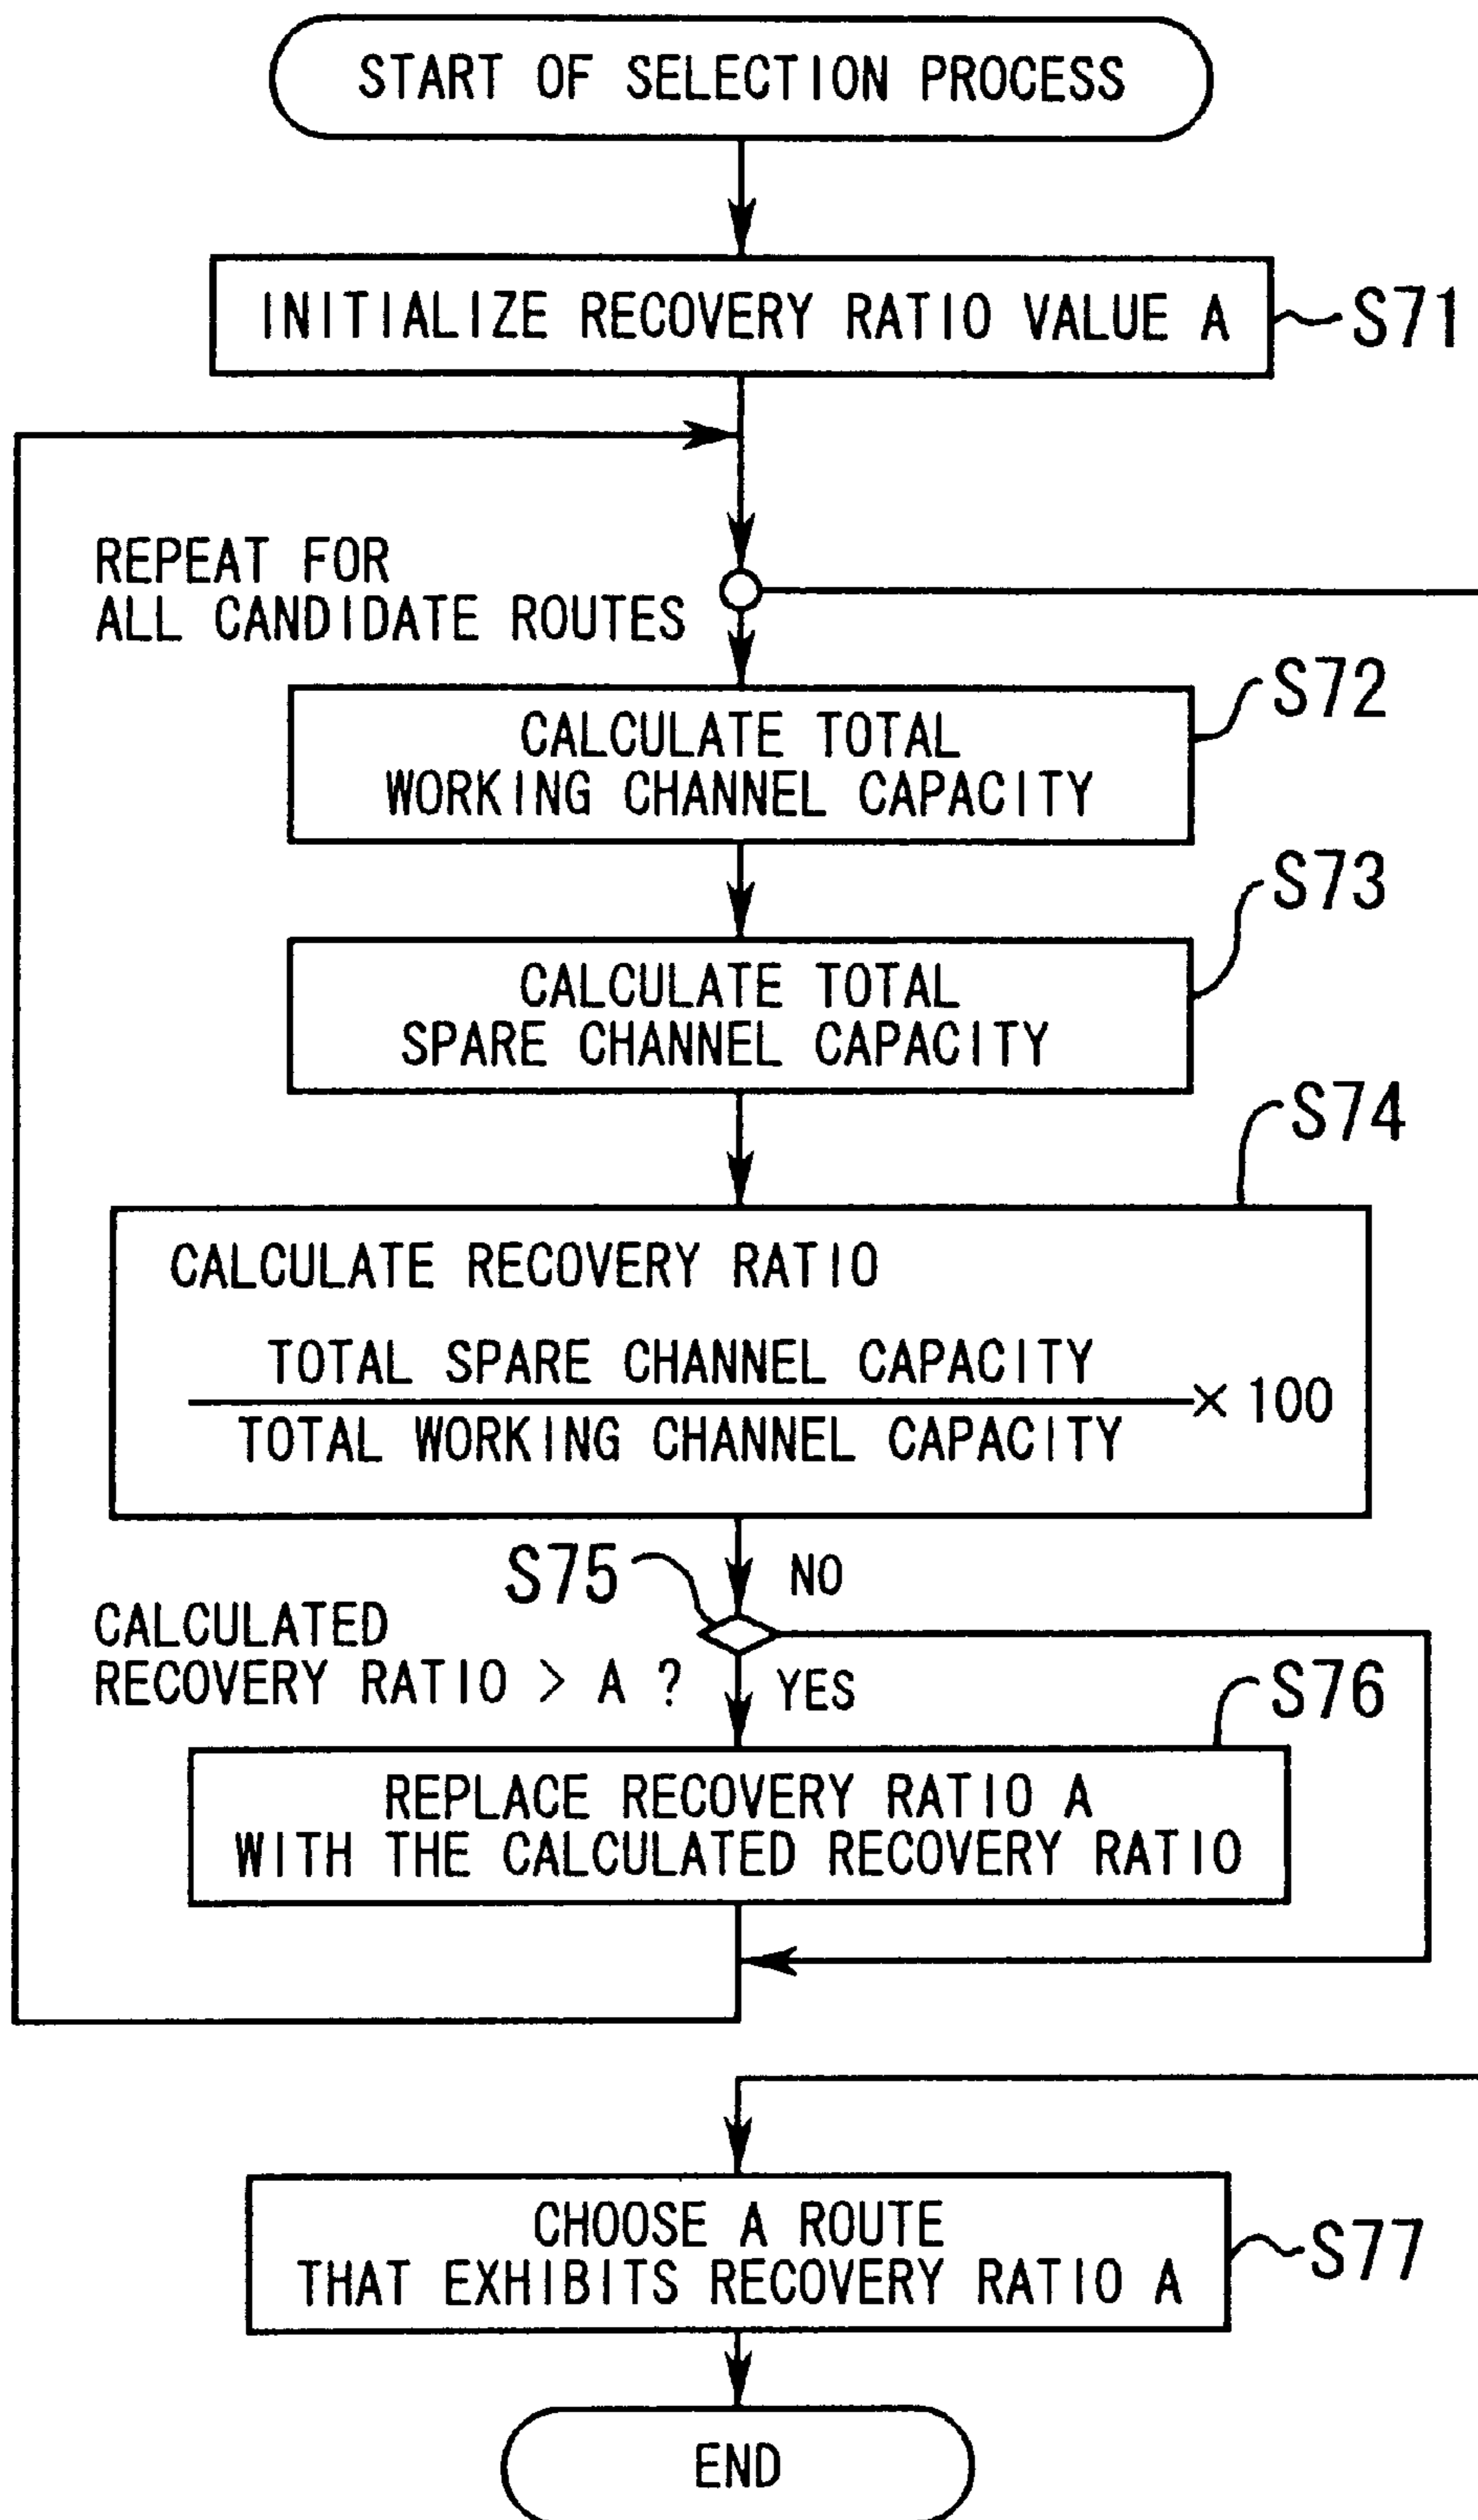 START OF SELECTION PROCESS
INITIALIZE RECOVERY RATIO VALUE A
S71
REPEAT FOR
ALL CANDIDATE ROUTES
S72
CALCULATE TOTAL
WORKING CHANNEL CAPACITY
S73
CALCULATE TOTAL
SPARE CHANNEL CAPACITY
S74
CALCULATE RECOVERY RATIO
TOTAL SPARE CHANNEL CAPACITY
× 100
TOTAL WORKING CHANNEL CAPACITY
S75
NO
CALCULATED
RECOVERY RATIO > A ?
YES
S76
REPLACE RECOVERY RATIO A
WITH THE CALCULATED RECOVERY RATIO
CHOOSE A ROUTE
THAT EXHIBITS RECOVERY RATIO A
S77
END